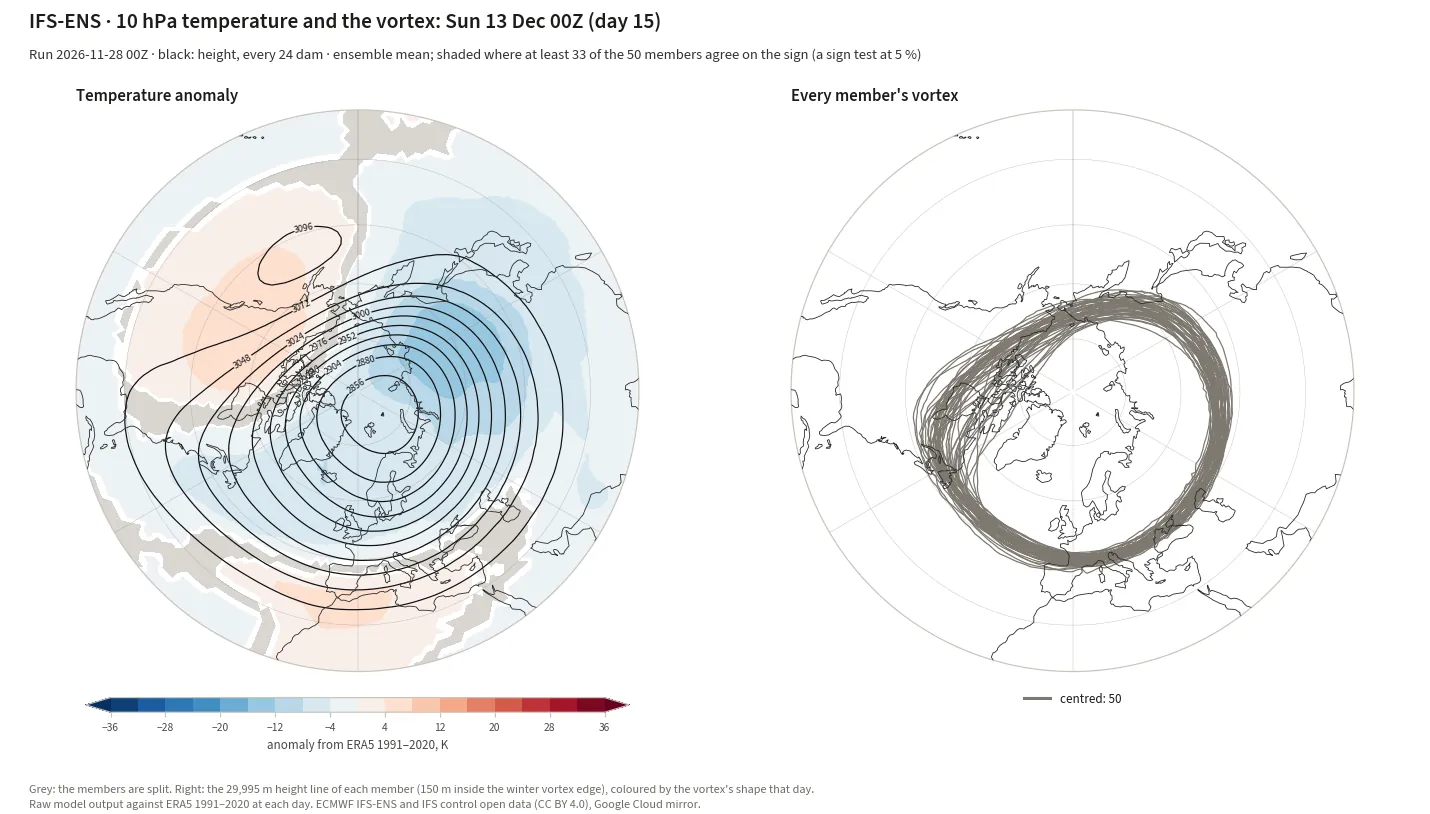 IFS-ENS · 10 hPa temperature and the vortex: Sun 13 Dec 00Z (day 15)
Run 2026-11-28 00Z · black: height, every 24 dam · ensemble mean; shaded where at least 33 of the 50 members agree on the sign (a sign test at 5 %)
Temperature anomaly
Every member's vortex
3096
3072
3000
3024
2976
2952
3048
2904
2880
2856
centred: 50
−36 −28 −20 −12 −4 4 12 20 28 36
anomaly from ERA5 1991–2020, K
Grey: the members are split. Right: the 29,995 m height line of each member (150 m inside the winter vortex edge), coloured by the vortex's shape that day.
Raw model output against ERA5 1991–2020 at each day. ECMWF IFS-ENS and IFS control open data (CC BY 4.0), Google Cloud mirror.